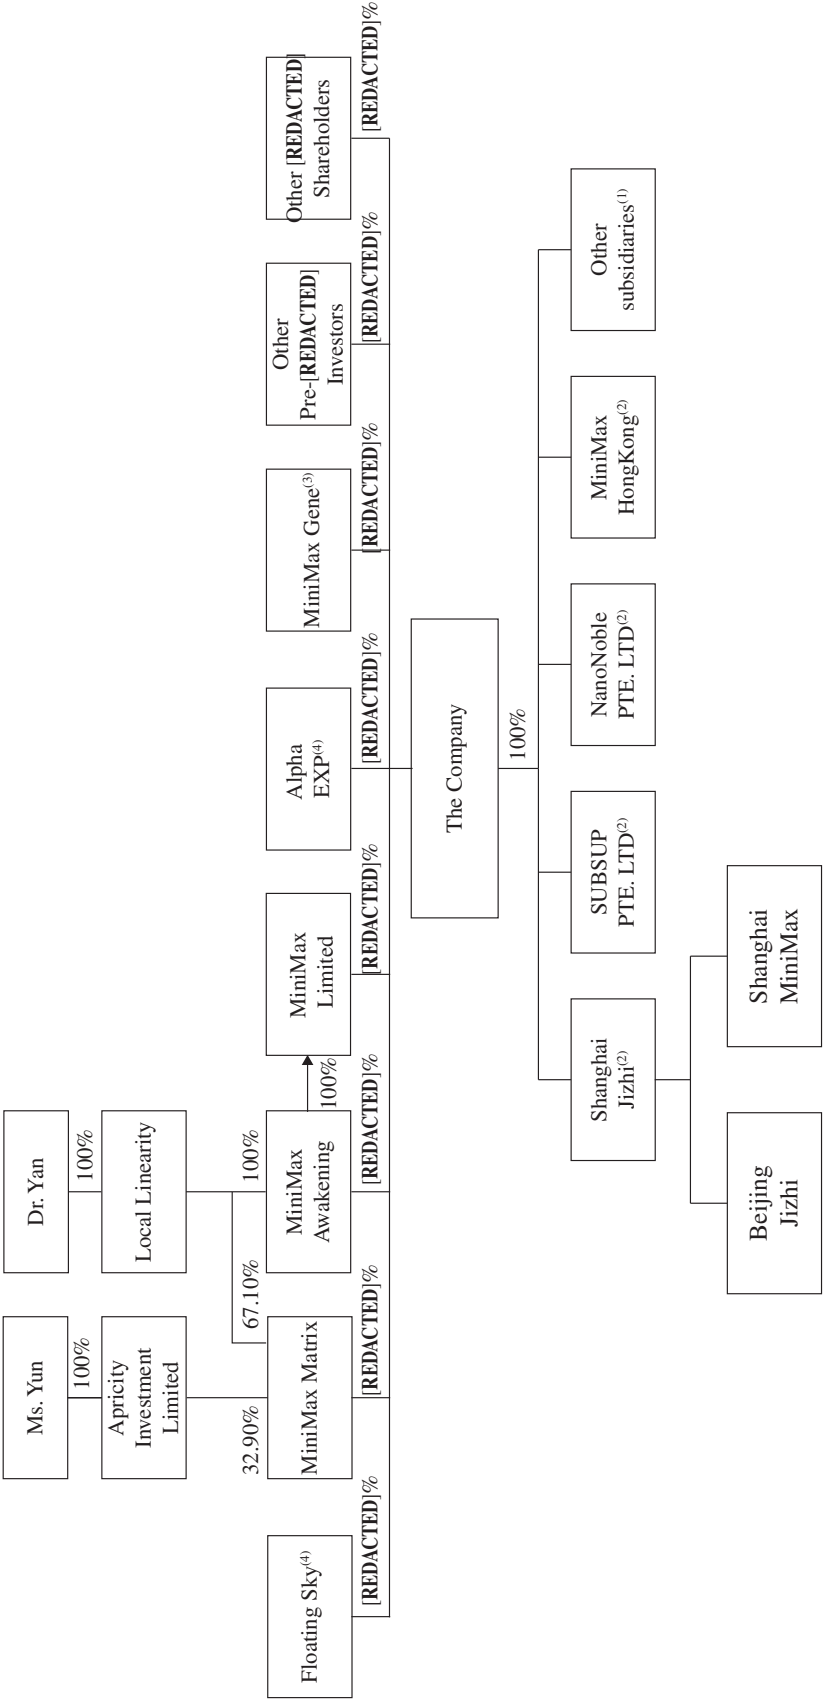 Ms. Yun
Dr. Yan
100%
100%
Apricity
Investment
Limited
Local Linearity
32.90%
67.10%
100%
Floating Sky(4)
MiniMax Matrix
MiniMax
Awakening
100%
MiniMax
Limited
Alpha
EXP(4)
MiniMax Gene(3)
Other
Pre-[REDACTED]
Investors
Other [REDACTED]
Shareholders
[REDACTED]%
[REDACTED]%
[REDACTED]%
[REDACTED]%
[REDACTED]%
[REDACTED]%
[REDACTED]%
[REDACTED]%
The Company
100%
Shanghai
Jizhi(2)
SUBSUP
PTE. LTD(2)
NanoNoble
PTE. LTD(2)
MiniMax
HongKong(2)
Other
subsidiaries(1)
Beijing
Jizhi
Shanghai
MiniMax